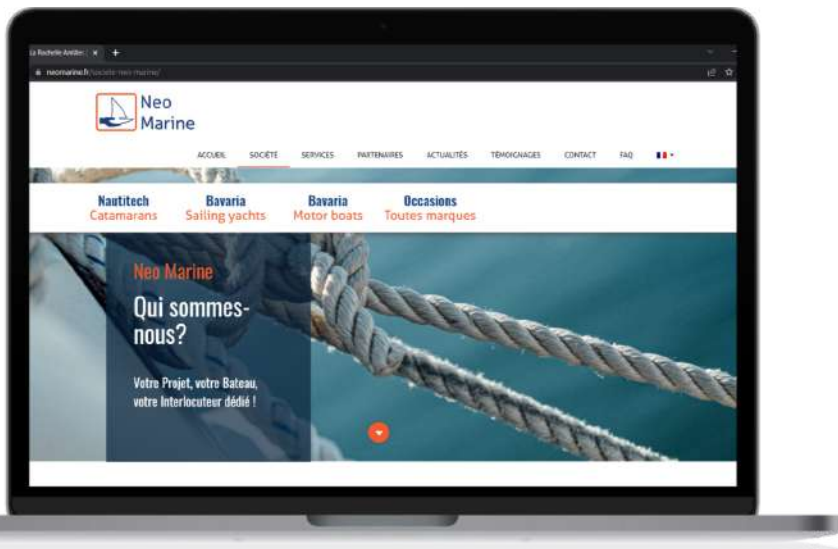 La Rochelle Antilles
neomarine.fr/societe-neo-marine/
Neo
Marine
ACCUEIL SOCIÉTÉ SERVICES PARTENAIRES ACTUALITÉS TÉMOIGNAGES CONTACT FAQ
Nautitech Bavaria Bavaria Occasions
Catamarans Sailing yachts Motor boats Toutes marques
Neo Marine
Qui sommes-
nous?
Votre Projet, votre Bateau,
votre Interlocuteur dédié !